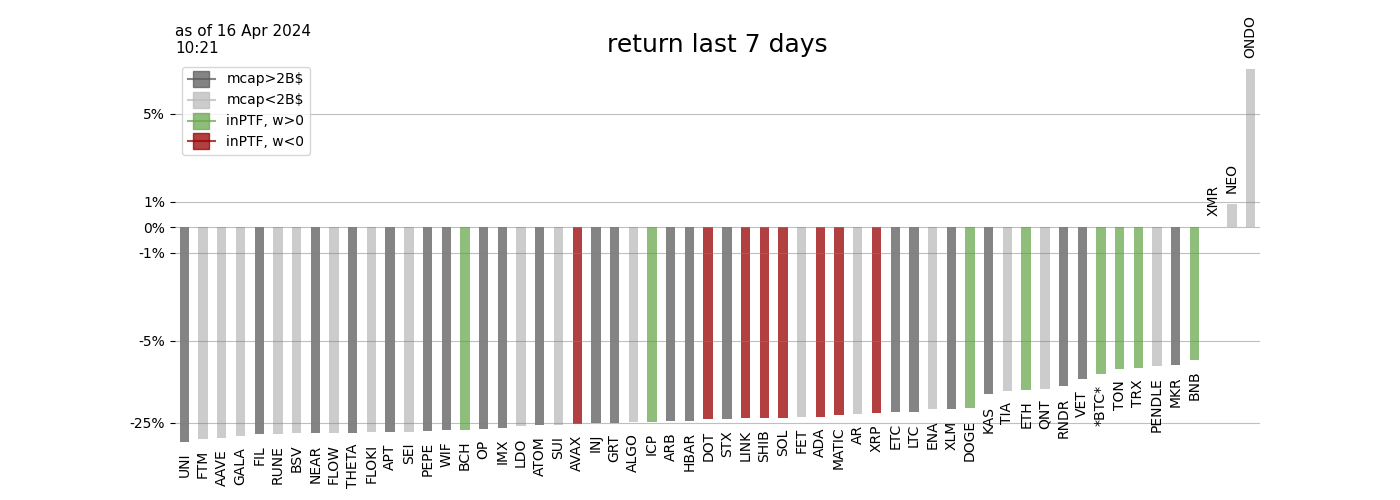 as of 16 Apr 2024
10:21
return last 7 days
mcap>2B$
mcap<2B$
inPTF, w>0
inPTF, w<0
5%
1%
0%
-1%
-5%
-25%
UNI
FTM
AAVE
GALA
FIL
RUNE
BSV
NEAR
FLOW
THETA
FLOKI
APT
SEI
PEPE
WIF
BCH
OP
IMX
LDO
ATOM
SUI
AVAX
INJ
GRT
ALGO
ICP
ARB
HBAR
DOT
STX
LINK
SHIB
SOL
FET
ADA
MATIC
AR
XRP
ETC
LTC
ENA
XLM
DOGE
KAS
TIA
ETH
QNT
RNDR
VET
*BTC*
TON
TRX
PENDLE
MKR
BNB
XMR
NEO
ONDO